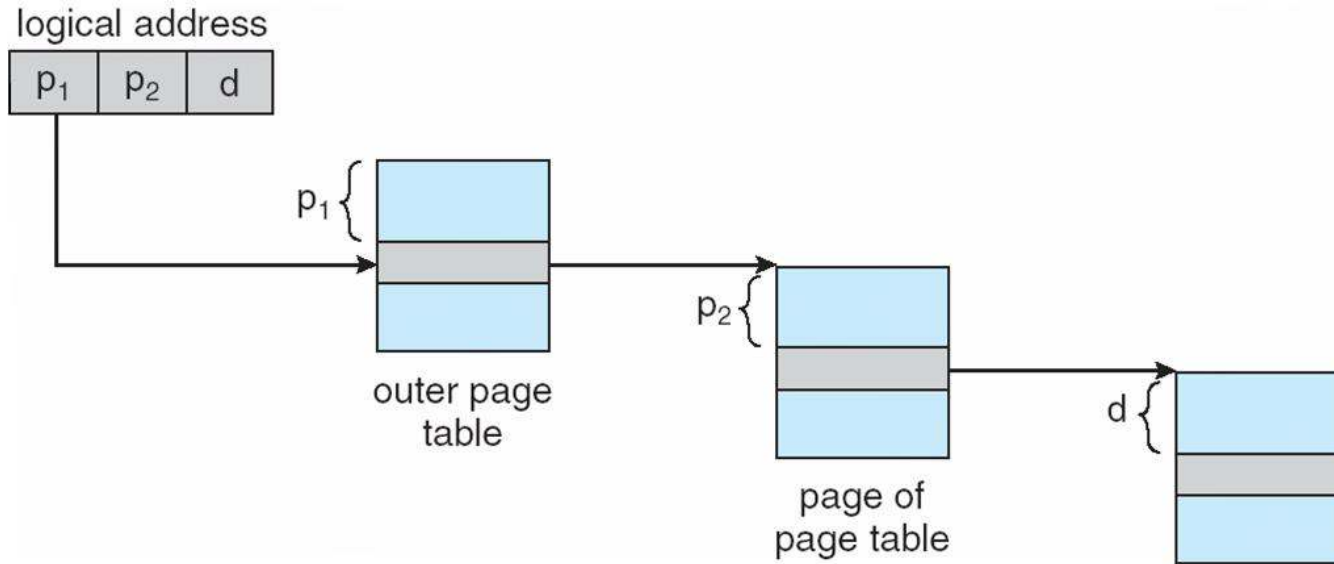 logical address
p₁ p₂ d
p₁
outer page
table
p₂
page of
page table
d